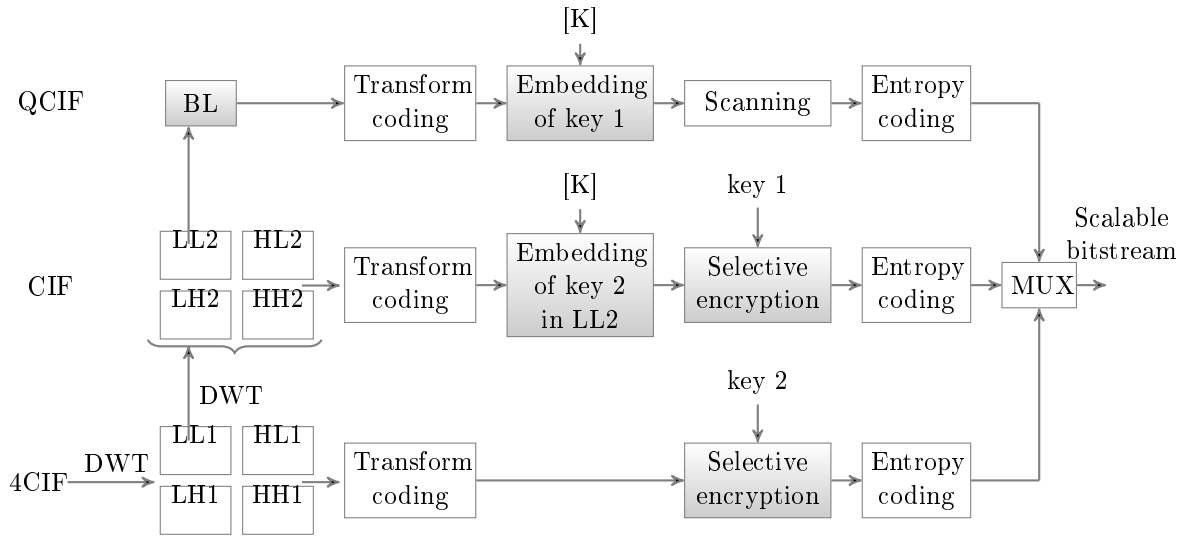 [K]
QCIF
BL
Transform
coding
Embedding
of key 1
Scanning
Entropy
coding
[K]
key 1
Scalable
bitstream
CIF
LL2
HL2
LH2
HH2
Transform
coding
Embedding
of key 2
in LL2
Selective
encryption
Entropy
coding
MUX
DWT
key 2
4CIF
DWT
LL1
HL1
LH1
HH1
Transform
coding
Selective
encryption
Entropy
coding